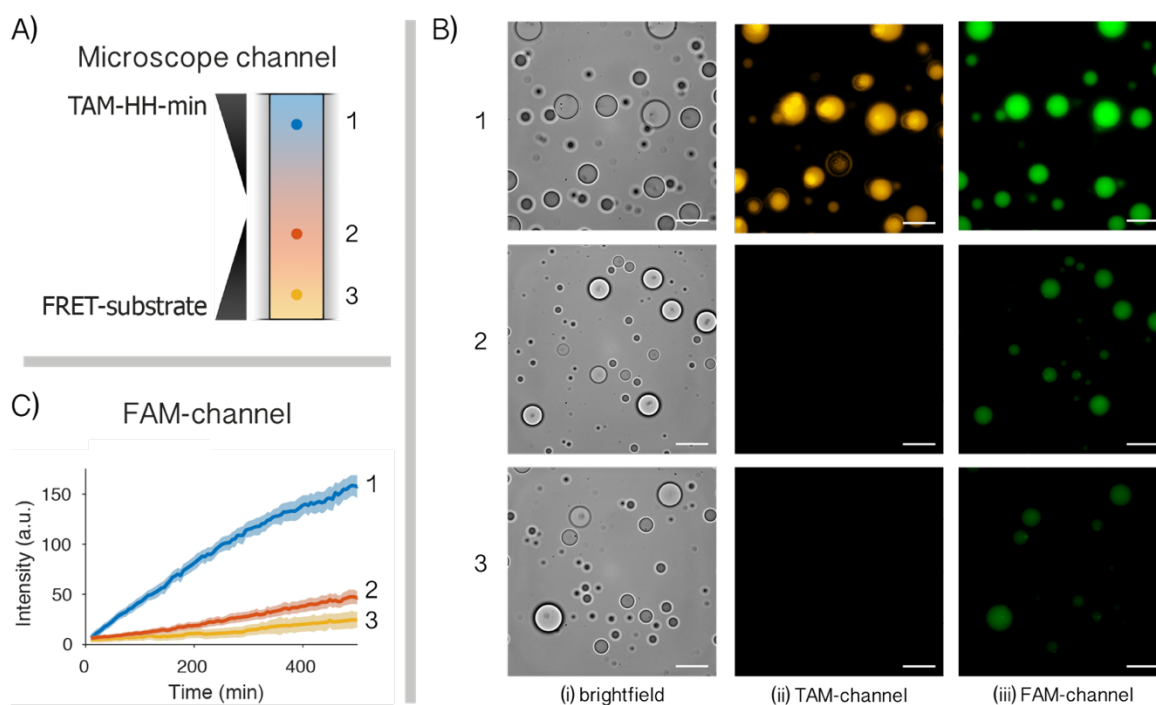 A)
Microscope channel
TAM-HH-min
1
2
FRET-substrate
3
B)
1
2
3
(i) brightfield
(ii) TAM-channel
(iii) FAM-channel
C)
FAM-channel
Intensity (a.u.)
150
100
50
0
0
200
400
Time (min)
1
2
3